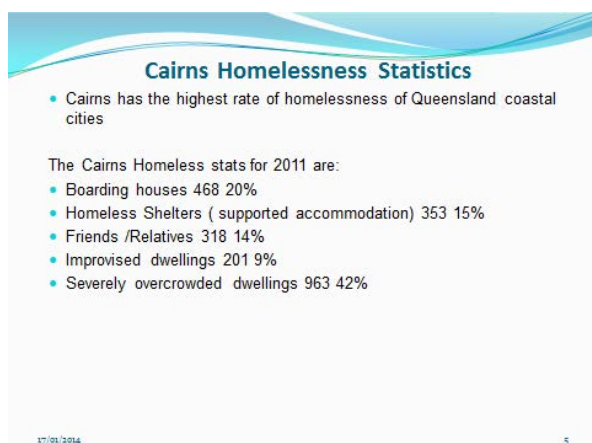 Cairns Homelessness Statistics
• Cairns has the highest rate of homelessness of Queensland coastal
cities
The Cairns Homeless stats for 2011 are:
• Boarding houses 468 20%
• Homeless Shelters ( supported accommodation) 353 15%
• Friends /Relatives 318 14%
• Improvised dwellings 201 9%
• Severely overcrowded dwellings 963 42%
17/01/2014
5